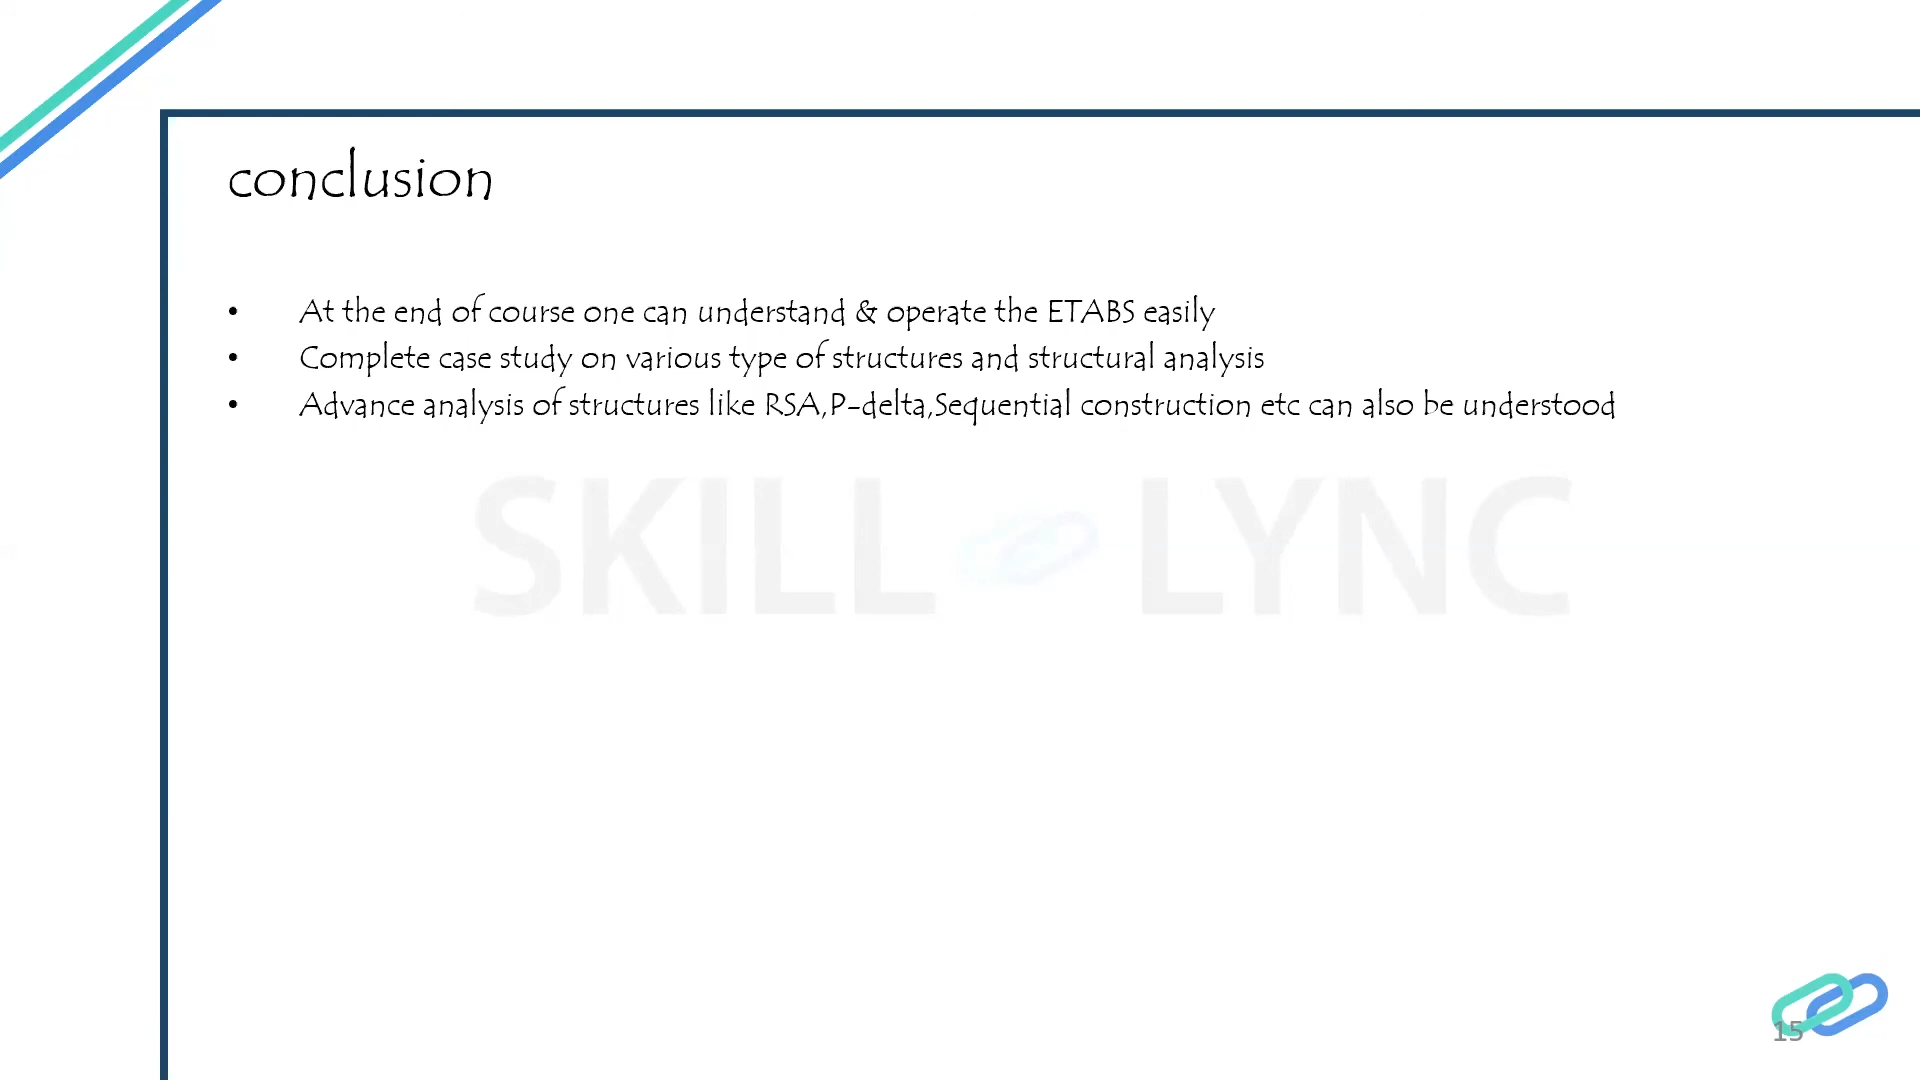 conclusion
• At the end of course one can understand & operate the ETABS easily
• Complete case study on various type of structures and structural analysis
• Advance analysis of structures like RSA,P-delta,Sequential construction etc can also be understood
SKILL LYNC
15